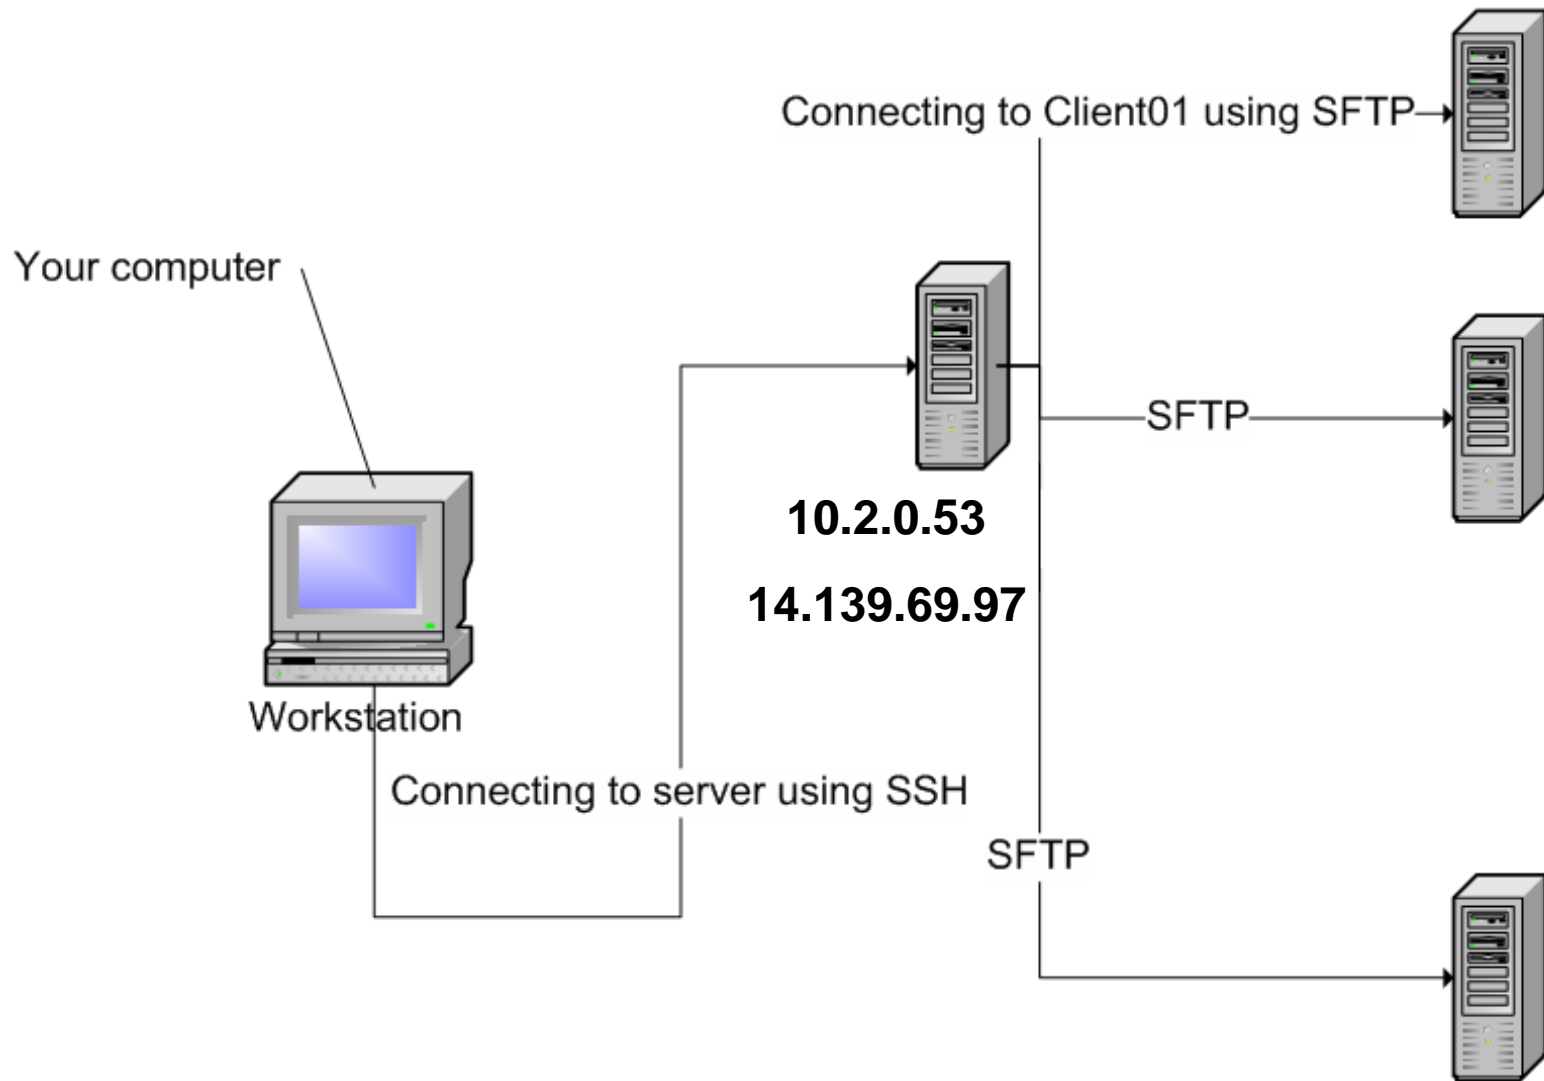 Connecting to Client01 using SFTP
Your computer
SFTP
10.2.0.53
14.139.69.97
Workstation
Connecting to server using SSH
SFTP